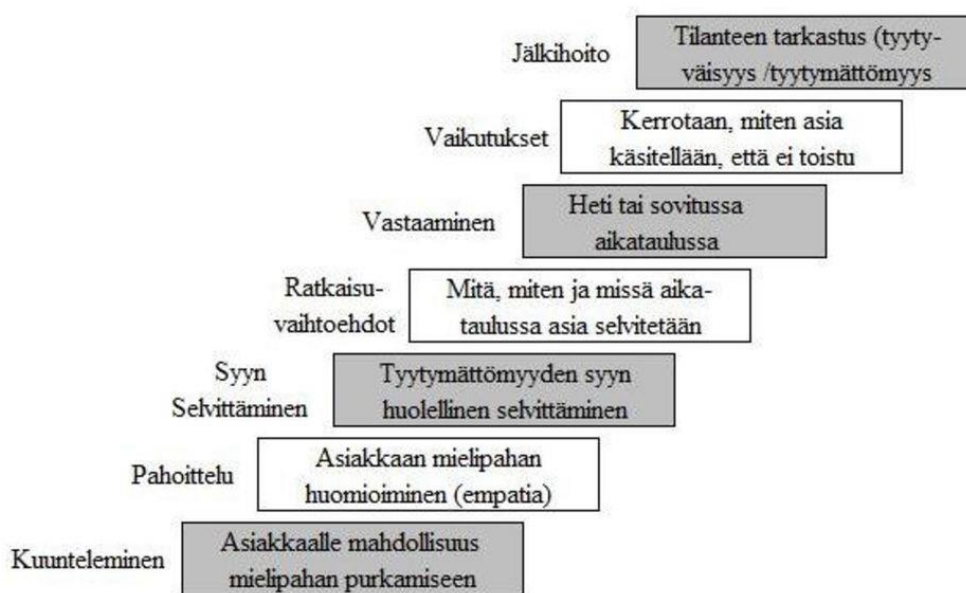 Jälkihoito
Tilanteen tarkastus (tyyty-
väisyys /tyytymättömyys
Vaikutukset
Kerrotaan, miten asia
käsitellään, että ei toistu
Vastaaminen
Heti tai sovitussa
aikataulussa
Ratkaisu-
vaihtoehdot
Mitä, miten ja missä aika-
taulussa asia selvitetään
Syyn
Selvittäminen
Tyytymättömyyden syyn
huolellinen selvittäminen
Pahoittelu
Asiakkaan mielipahan
huomioiminen (empatia)
Kuunteleminen
Asiakkaalle mahdollisuus
mielipahan purkamiseen